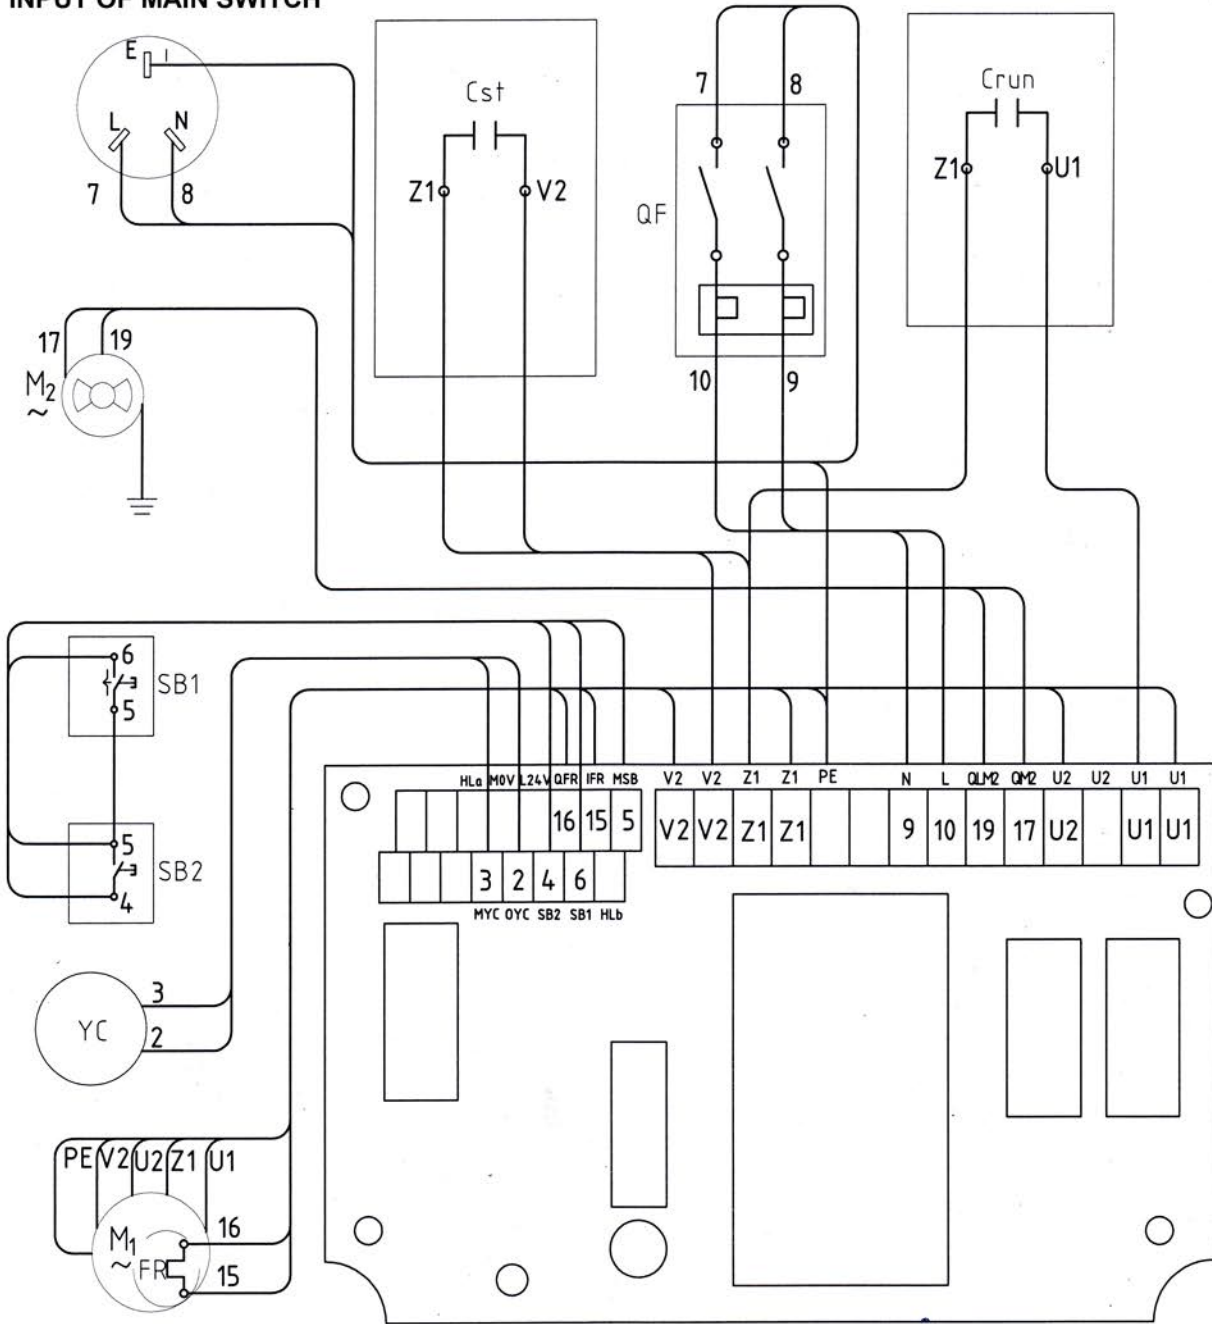 INPUT OF MAIN SWITCH
E
L N
7 8
Cst
Z1 V2
7 8
QF
10 9
Crun
Z1 U1
17 19
M2
~
6
SB1
5
5
SB2
4
3
YC
2
PE V2 U2 Z1 U1
M1
~
FR
16
15
HLa M0V L24V QFR IFR MSB
16 15 5
3 2 4 6
MYC OYC SB2 SB1 HLb
V2 V2 Z1 Z1 PE N L QLM2 QM2 U2 U2 U1 U1
V2 V2 Z1 Z1 9 10 19 17 U2 U1 U1